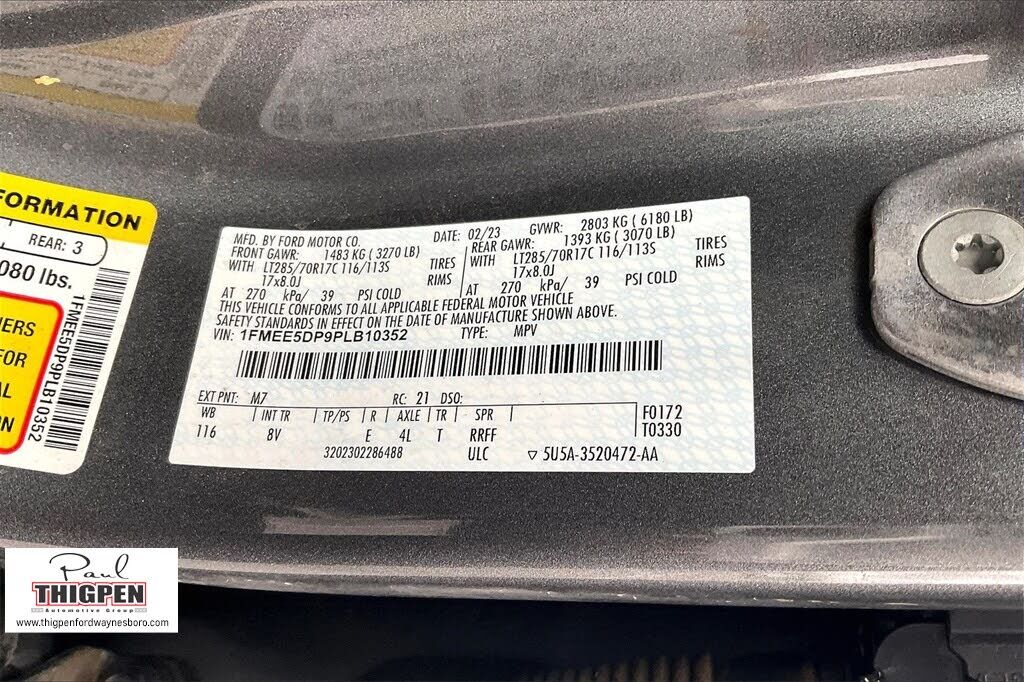 FORMATION
REAR: 3
080 lbs.
1FMEE5DP9PLB10352
MFD. BY FORD MOTOR CO. DATE: 02/23 GVWR: 2803 KG ( 6180 LB)
FRONT GAWR: 1483 KG ( 3270 LB) REAR GAWR: 1393 KG ( 3070 LB)
WITH LT285/70R17C 116/113S TIRES WITH LT285/70R17C 116/113S TIRES
17x8.0J RIMS 17x8.0J RIMS
AT 270 kPa/ 39 PSI COLD AT 270 kPa/ 39 PSI COLD
THIS VEHICLE CONFORMS TO ALL APPLICABLE FEDERAL MOTOR VEHICLE
SAFETY STANDARDS IN EFFECT ON THE DATE OF MANUFACTURE SHOWN ABOVE.
VIN: 1FMEE5DP9PLB10352 TYPE: MPV
EXT PNT: M7 RC: 21 DSO:
WB INT TR TP/PS R AXLE TR SPR F0172
116 8V E 4L T RRFF T0330
3202302286488 ULC ▽ 5U5A-3520472-AA
Paul
THIGPEN
Automotive Group
www.thigpenfordwaynesboro.com